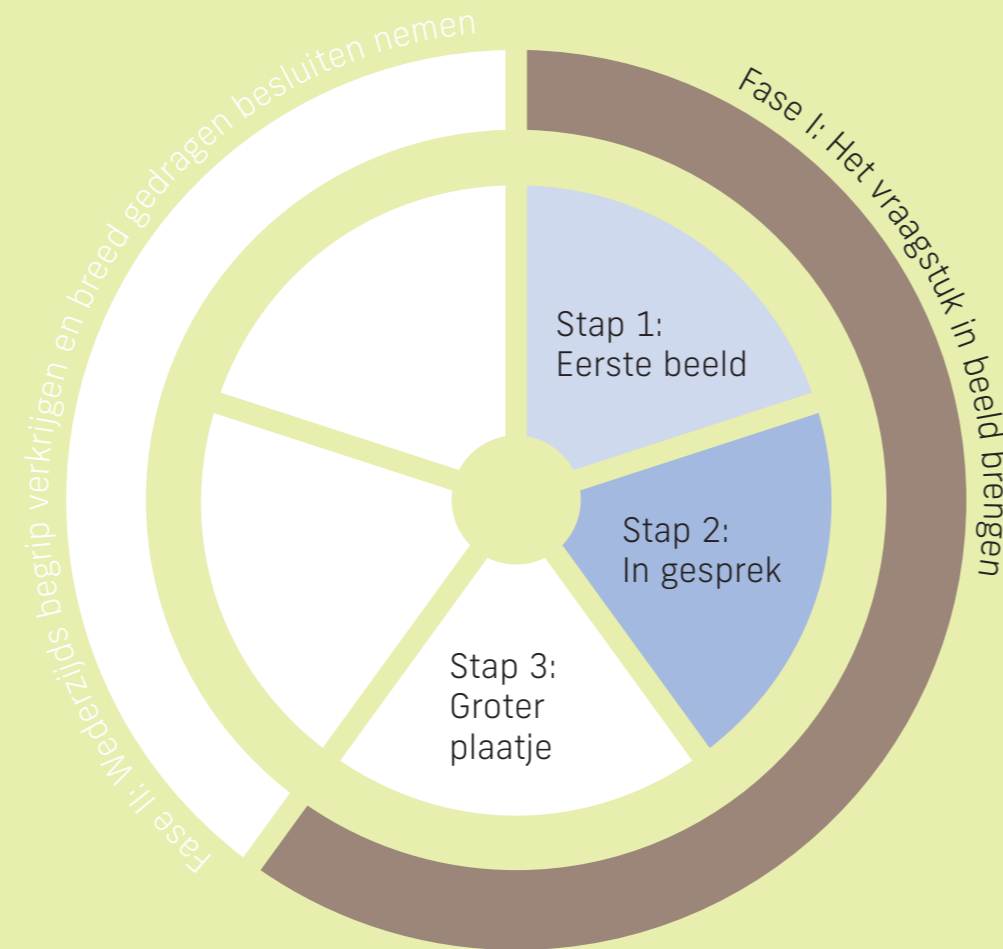 Fase I: Het vraagstuk in beeld brengen
Stap 1:
Eerste beeld
Stap 2:
In gesprek
Stap 3:
Groter
plaatje
Fase II: Wederzijds begrip verkrijgen en breed gedragen besluiten nemen